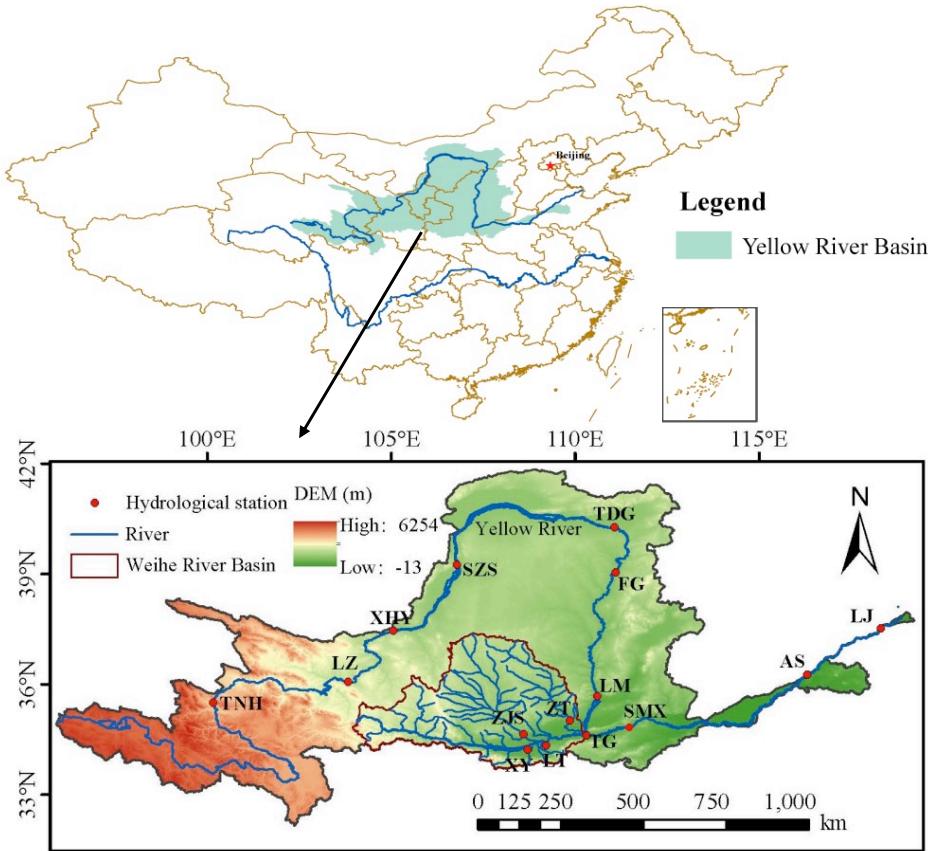 Beijing
Legend
Yellow River Basin
100°E 105°E 110°E 115°E
42°N
39°N
36°N
33°N
Hydrological station
River
Weihe River Basin
DEM (m)
High: 6254
Low: -13
N
Yellow River
TDG
SZS
FG
XHY
LJ
LZ
AS
TNH
LM
ZT
SMX
ZJS
TG
XY
LT
0 125 250 500 750 1,000
km